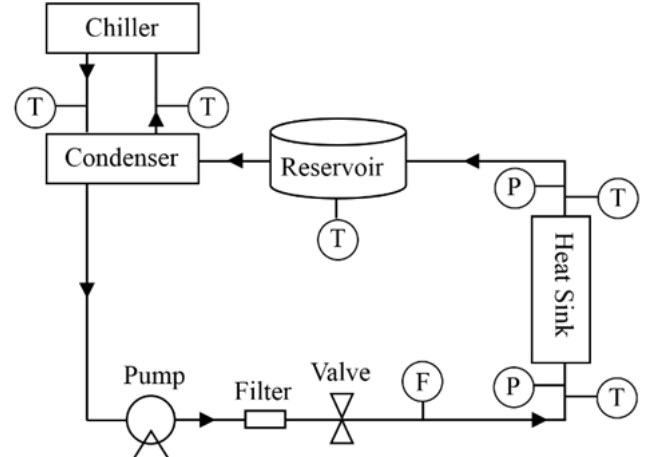 Chiller
T
T
Condenser
Reservoir
P
T
T
Heat Sink
Pump
Filter
Valve
F
P
T